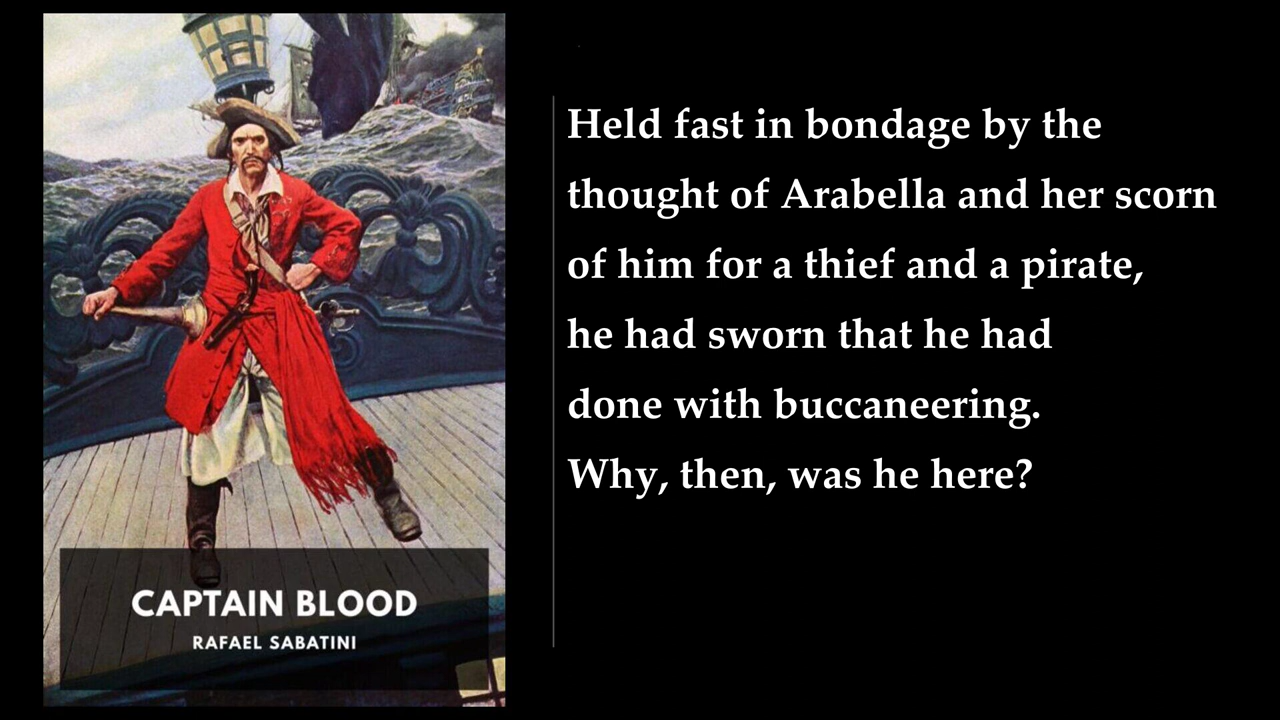 CAPTAIN BLOOD
RAFAEL SABATINI
Held fast in bondage by the
thought of Arabella and her scorn
of him for a thief and a pirate,
he had sworn that he had
done with buccaneering.
Why, then, was he here?